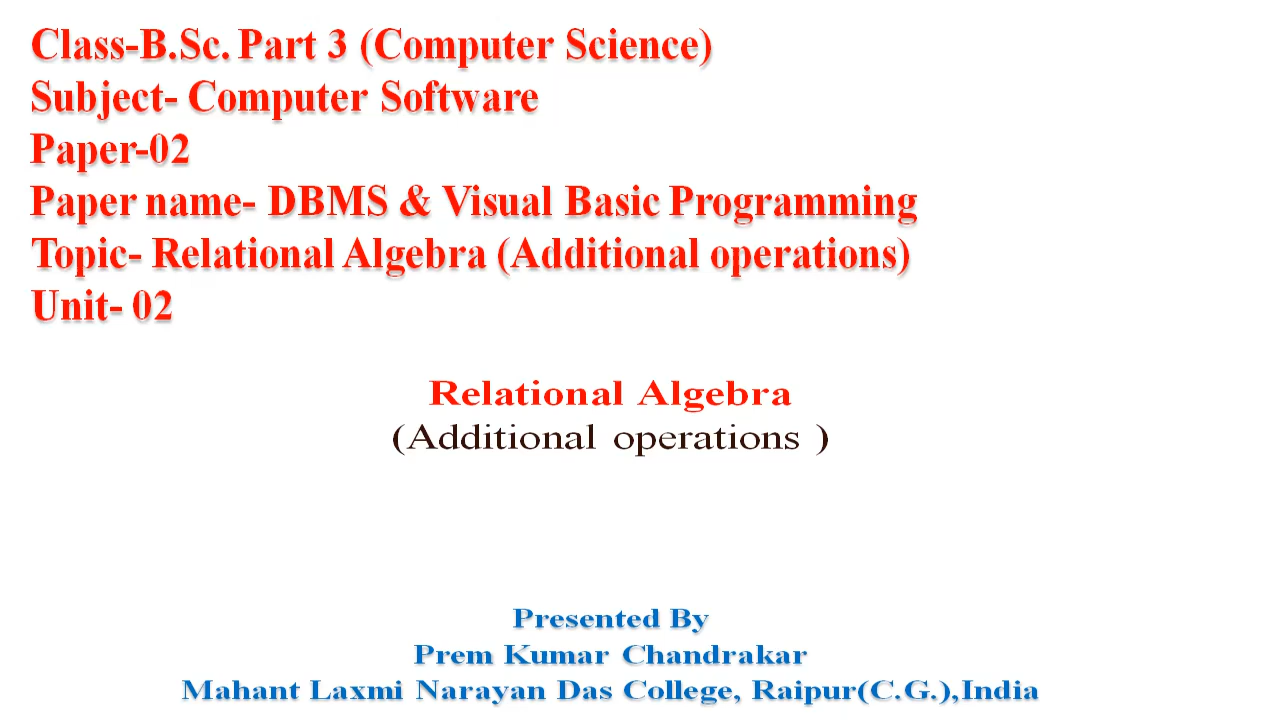 Class-B.Sc. Part 3 (Computer Science)
Subject- Computer Software
Paper-02
Paper name- DBMS & Visual Basic Programming
Topic- Relational Algebra (Additional operations)
Unit- 02
Relational Algebra
(Additional operations )
Presented By
Prem Kumar Chandrakar
Mahant Laxmi Narayan Das College, Raipur(C.G.),India